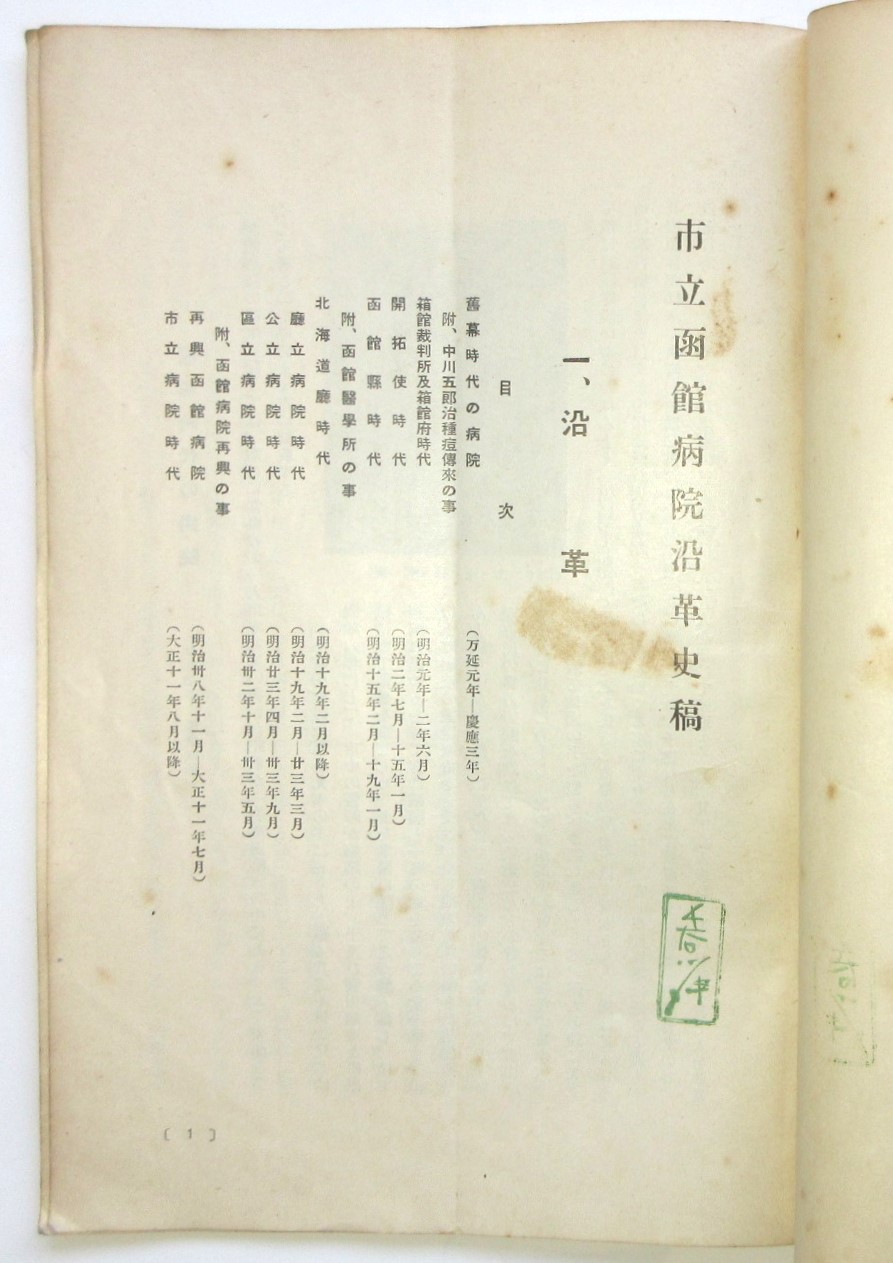 市立函館病院沿革史稿
一、沿革
目次
舊幕時代の病院 (万延元年―慶應三年)
附、中川五郎治種痘傳來の事
箱館裁判所及箱館府時代 (明治元年―二年六月)
開拓使時代 (明治二年七月―十五年一月)
函館縣時代 (明治十五年二月―十九年一月)
附、函館醫學所の事
北海道廳時代 (明治十九年二月以降)
廳立病院時代 (明治十九年二月―廿三年三月)
公立病院時代 (明治廿三年四月―卅三年九月)
區立病院時代 (明治卅二年十月―卅三年五月)
附、函館病院再興の事
再興函館病院 (明治卅八年十一月―大正十一年七月)
市立病院時代 (大正十一年八月以降)
〔1〕